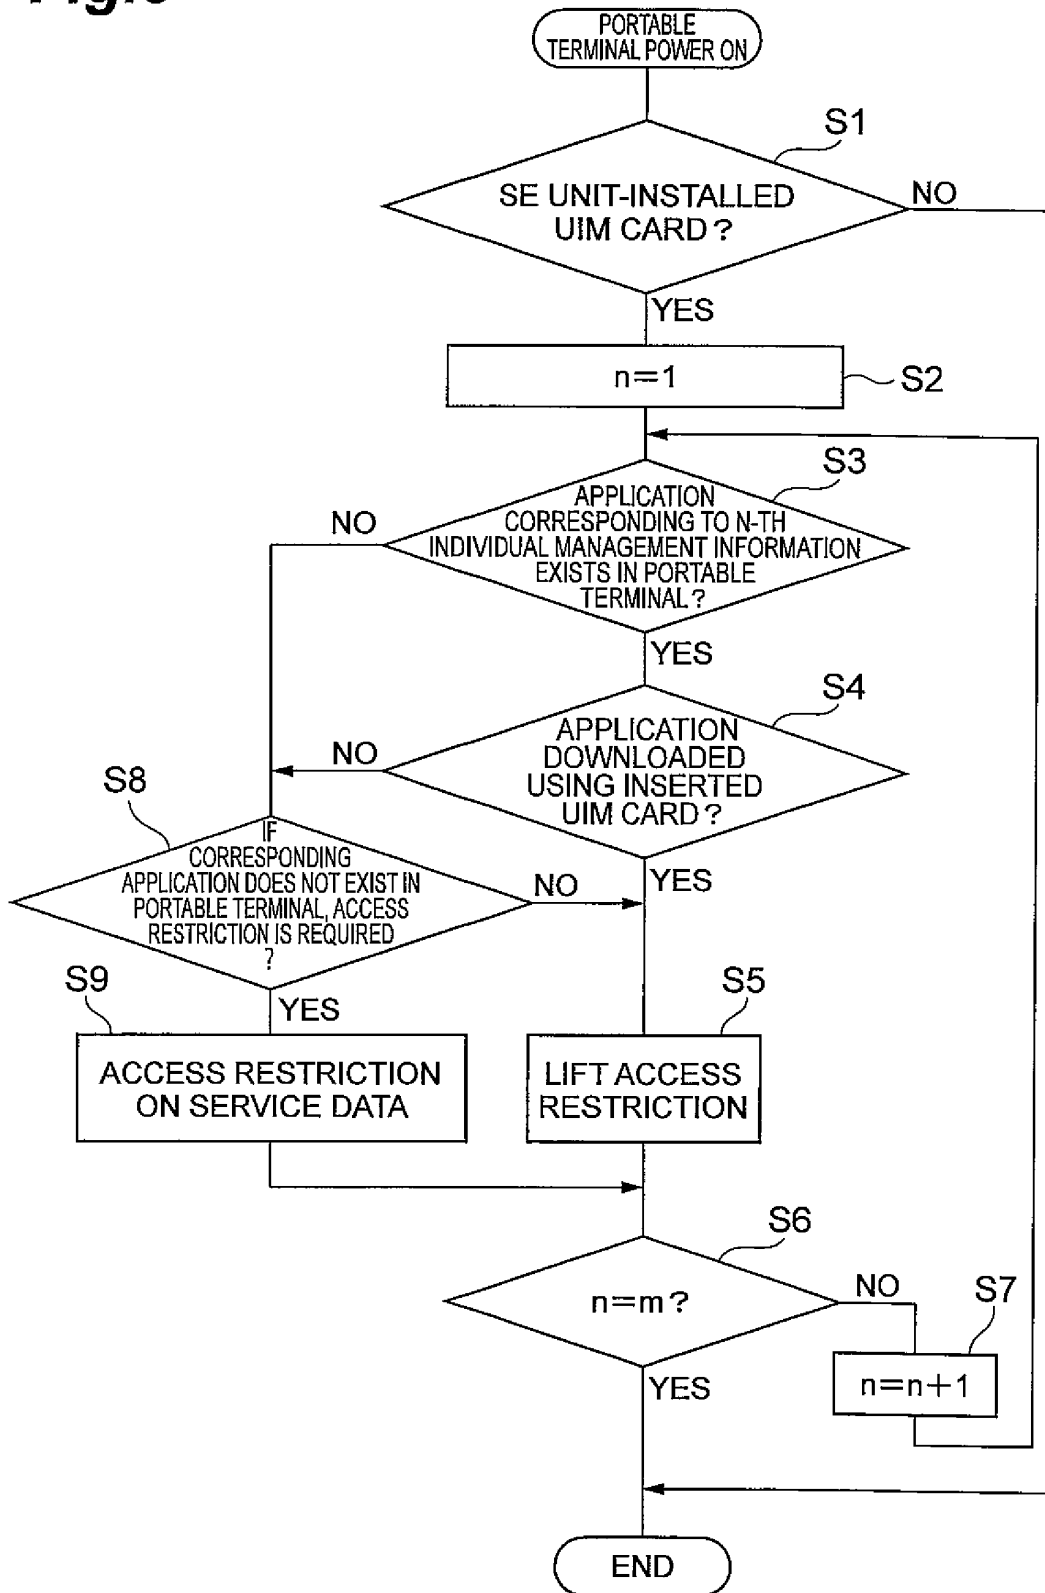 PORTABLE
TERMINAL POWER ON
S1
SE UNIT-INSTALLED
UIM CARD?
NO
YES
n=1
S2
S3
APPLICATION
CORRESPONDING TO N-TH
INDIVIDUAL MANAGEMENT INFORMATION
EXISTS IN PORTABLE
TERMINAL?
NO
YES
S4
APPLICATION
DOWNLOADED
USING INSERTED
UIM CARD?
NO
YES
S8
IF
CORRESPONDING
APPLICATION DOES NOT EXIST IN
PORTABLE TERMINAL, ACCESS
RESTRICTION IS REQUIRED
?
NO
YES
S9
ACCESS RESTRICTION
ON SERVICE DATA
S5
LIFT ACCESS
RESTRICTION
S6
n=m?
NO
YES
S7
n=n+1
END